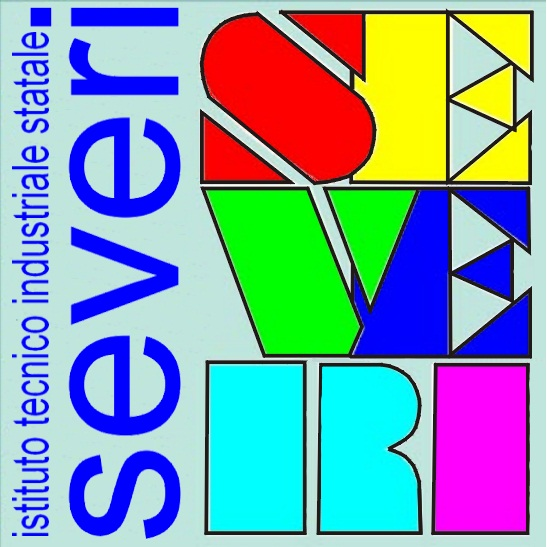 istituto tecnico industriale statale.
severi
SE
VE
RI